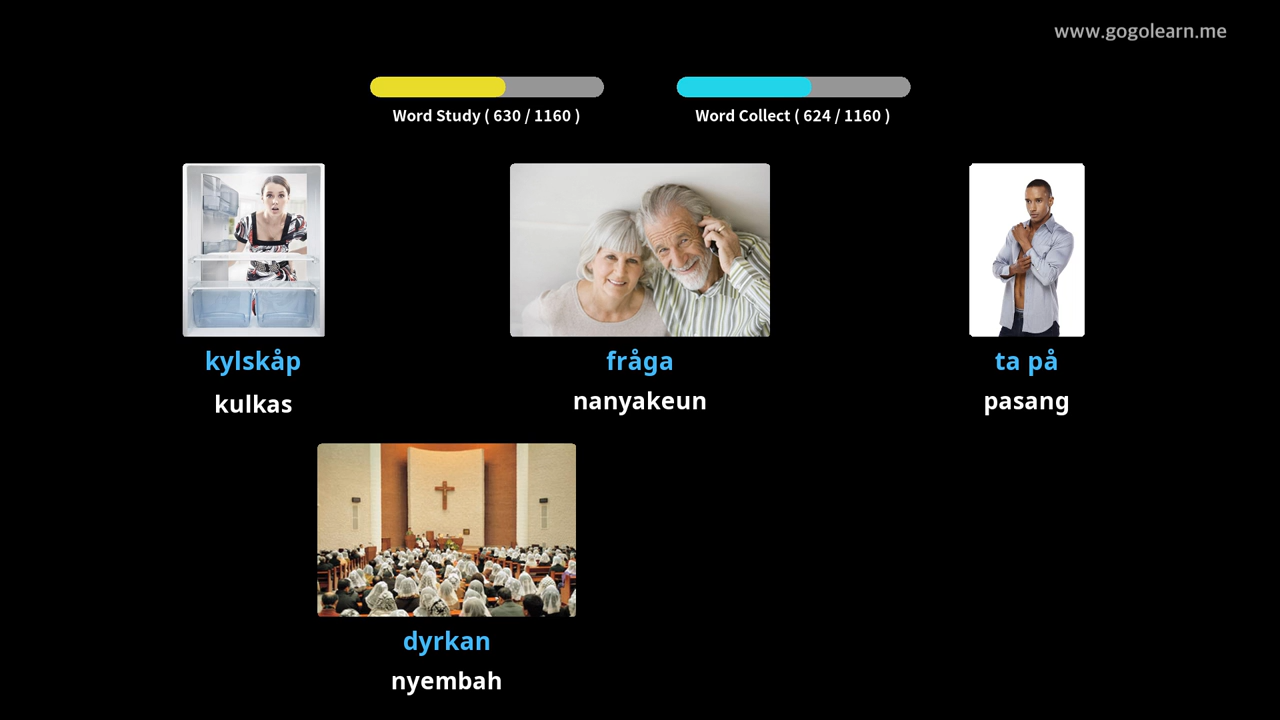 www.gogolearn.me
Word Study ( 630 / 1160 )
Word Collect ( 624 / 1160 )
kylskåp
kulkas
fråga
nanyakeun
ta på
pasang
dyrkan
nyembah